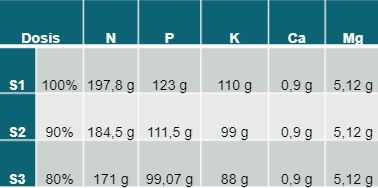 Dosis N P K Ca Mg
S1 100% 197,8 g 123 g 110 g 0,9 g 5,12 g
S2 90% 184,5 g 111,5 g 99 g 0,9 g 5,12 g
S3 80% 171 g 99,07 g 88 g 0,9 g 5,12 g